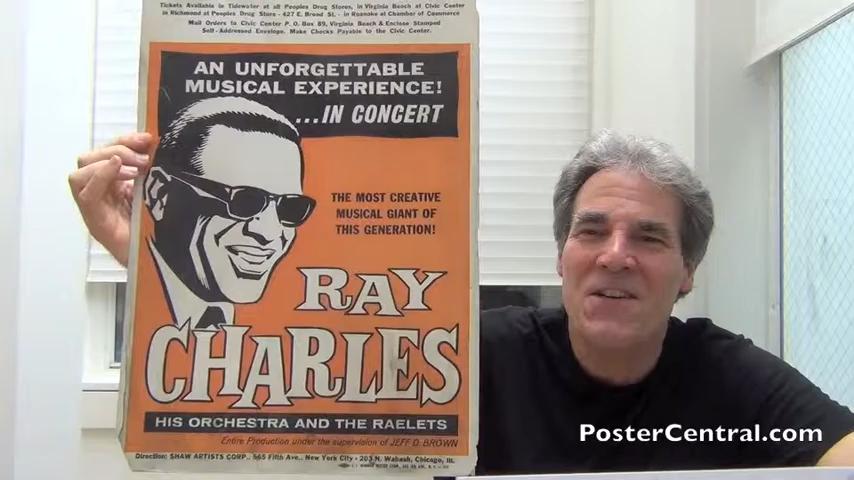 Tickets Available in Tidewater at all Peoples Drug Stores, in Virginia Beach at Civic Center
in Richmond at Peoples Drug Store - 427 E. Broad St. - in Roanoke at Chamber of Commerce
Mail Orders to Civic Center P. O. Box 89, Virginia Beach & Enclose Stamped
Self-Addressed Envelope. Make Checks Payable to the Civic Center.
AN UNFORGETTABLE
MUSICAL EXPERIENCE!
...IN CONCERT
THE MOST CREATIVE
MUSICAL GIANT OF
THIS GENERATION!
RAY
CHARLES
HIS ORCHESTRA AND THE RAELETS
Entire Production under the supervision of JEFF D. BROWN
Direction: SHAW ARTISTS CORP., 565 Fifth Ave., New York City - 203 N. Wabash, Chicago, Ill.
PosterCentral.com